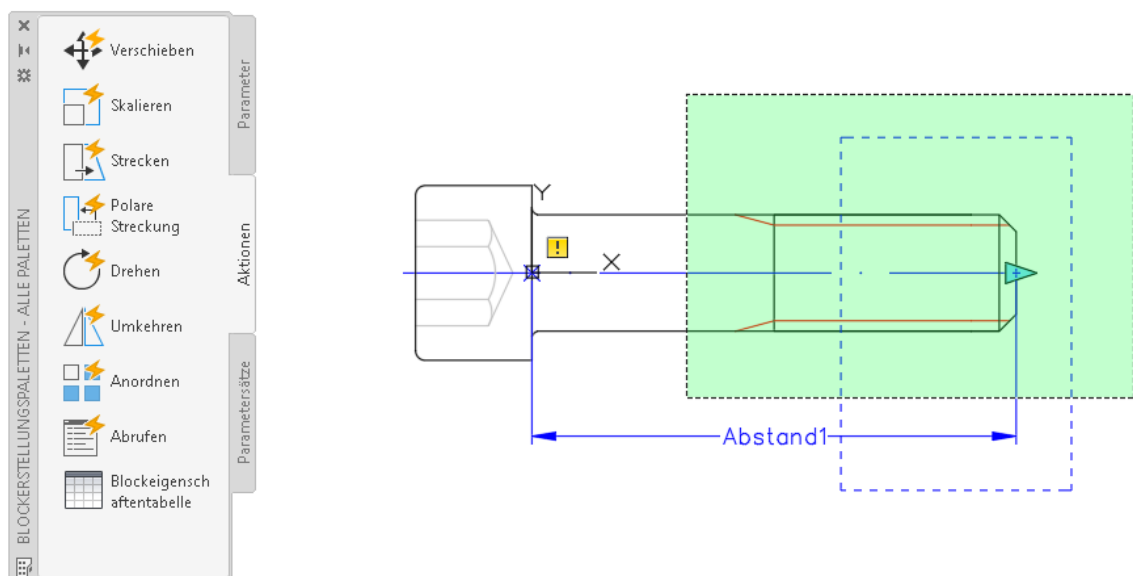 BLOCKERSTELLUNGSPALETTEN - ALLE PALETTEN
Verschieben
Skalieren
Strecken
Polare
Streckung
Drehen
Umkehren
Anordnen
Abrufen
Blockeigensch
aftentabelle
Parameter
Aktionen
Parametersätze
Y
!
X
Abstand1